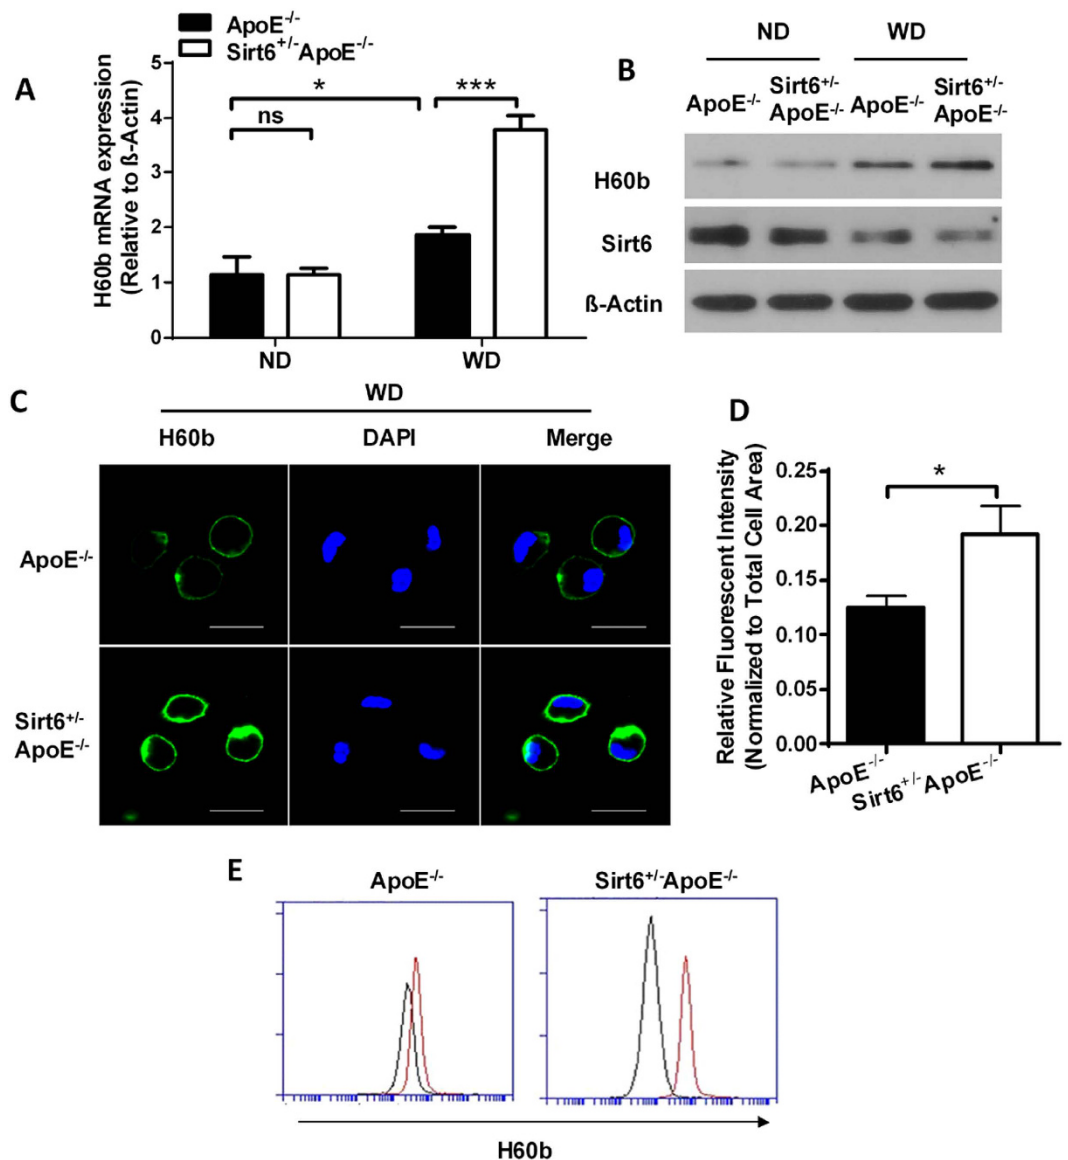 ApoE-/-
Sirt6+/-ApoE-/-
A
H60b mRNA expression
(Relative to ß-Actin)
5
4
3
2
1
0
*
***
ns
ND
WD
B
ND
WD
ApoE-/-
Sirt6+/-
ApoE-/-
ApoE-/-
Sirt6+/-
ApoE-/-
H60b
Sirt6
ß-Actin
C
WD
H60b
DAPI
Merge
ApoE-/-
Sirt6+/-
ApoE-/-
D
Relative Fluorescent Intensity
(Normalized to Total Cell Area)
0.25
0.20
0.15
0.10
0.05
0.00
*
ApoE-/-
Sirt6+/- ApoE-/-
E
ApoE-/-
Sirt6+/-ApoE-/-
H60b